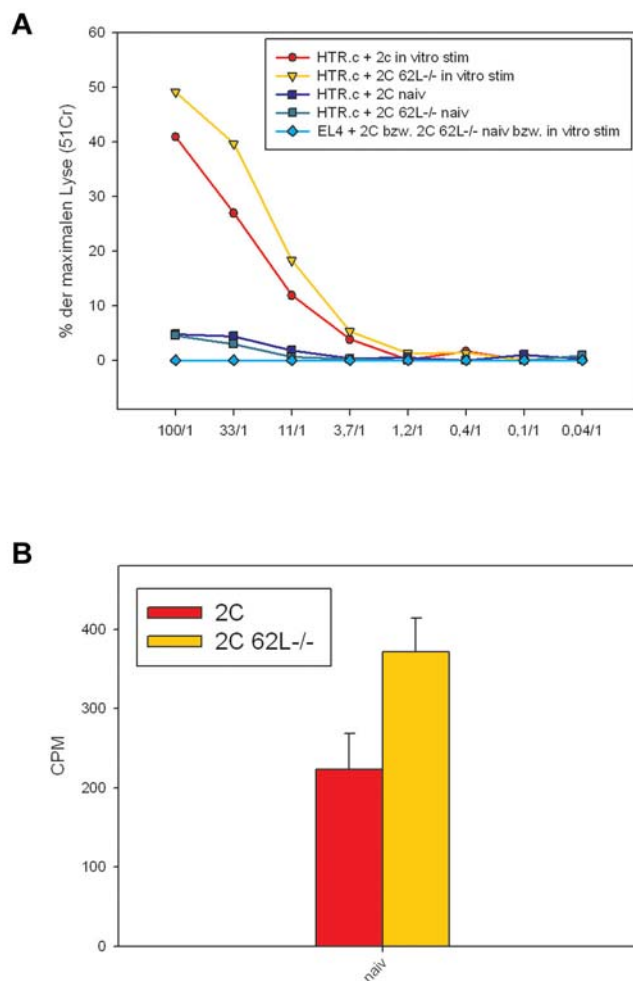 A
60
50
40
30
20
10
0
% der maximalen Lyse (51Cr)
HTR.c + 2c in vitro stim
HTR.c + 2C 62L-/- in vitro stim
HTR.c + 2C naiv
HTR.c + 2C 62L-/- naiv
EL4 + 2C bzw. 2C 62L-/- naiv bzw. in vitro stim
100/1 33/1 11/1 3,7/1 1,2/1 0,4/1 0,1/1 0,04/1
B
2C
2C 62L-/-
400
300
200
100
0
CPM
naiv